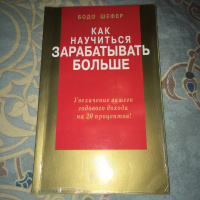 БОДО ШЕФЕР
КАК
НАУЧИТЬСЯ
ЗАРАБАТЫВАТЬ
БОЛЬШЕ
Увеличение вашего
годового дохода
на 20 процентов!